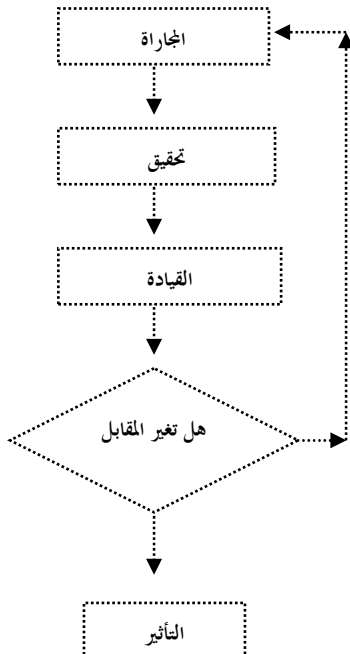 المجاراة
تحقيق
القيادة
هل تغير المقابل
التأثير